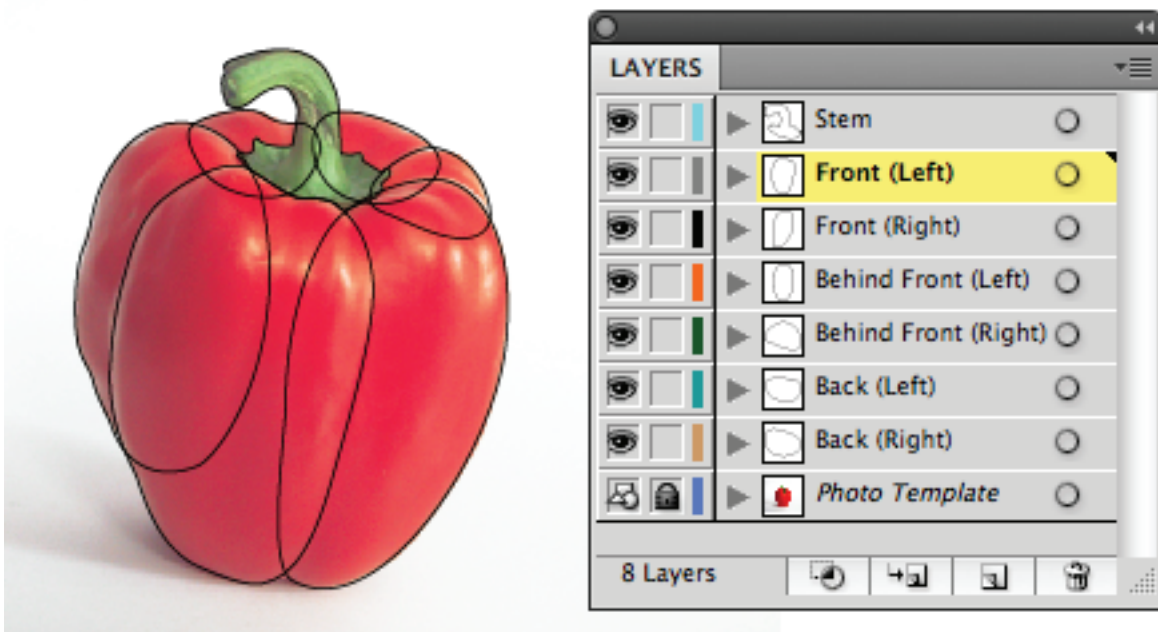 LAYERS
Stem
Front (Left)
Front (Right)
Behind Front (Left)
Behind Front (Right)
Back (Left)
Back (Right)
Photo Template
8 Layers